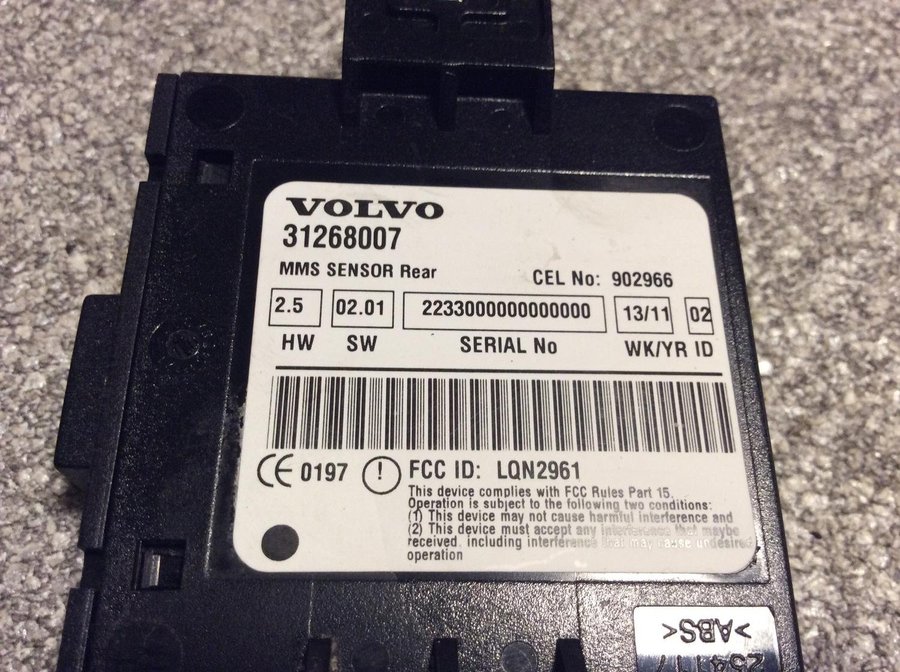 VOLVO
31268007
MMS SENSOR Rear
CEL No: 902966
2.5 02.01 2233000000000000 13/11 02
HW SW SERIAL No WK/YR ID
CE 0197 ! FCC ID: LQN2961
This device complies with FCC Rules Part 15.
Operation is subject to the following two conditions:
(1) This device may not cause harmful interference and
(2) This device must accept any interference that maybe
received including interference that may cause undesired
operation
>ABS<